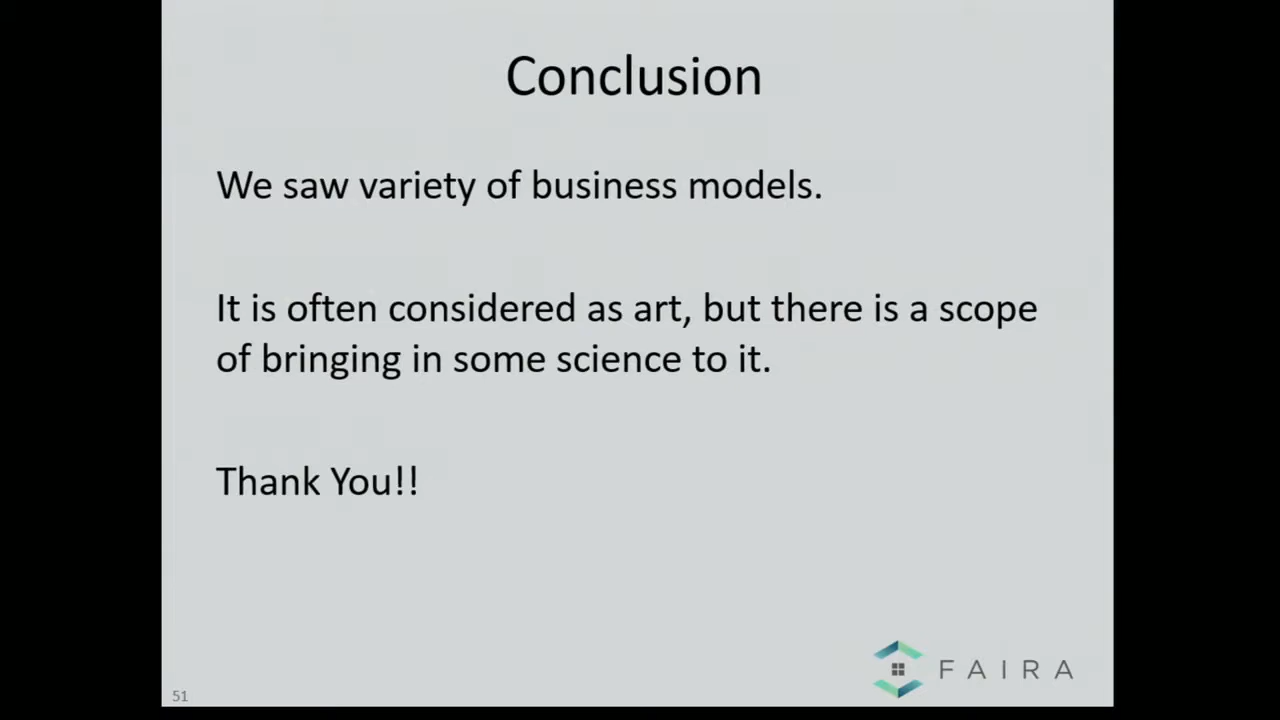 Conclusion
We saw variety of business models.
It is often considered as art, but there is a scope
of bringing in some science to it.
Thank You!!
FAIRA
51